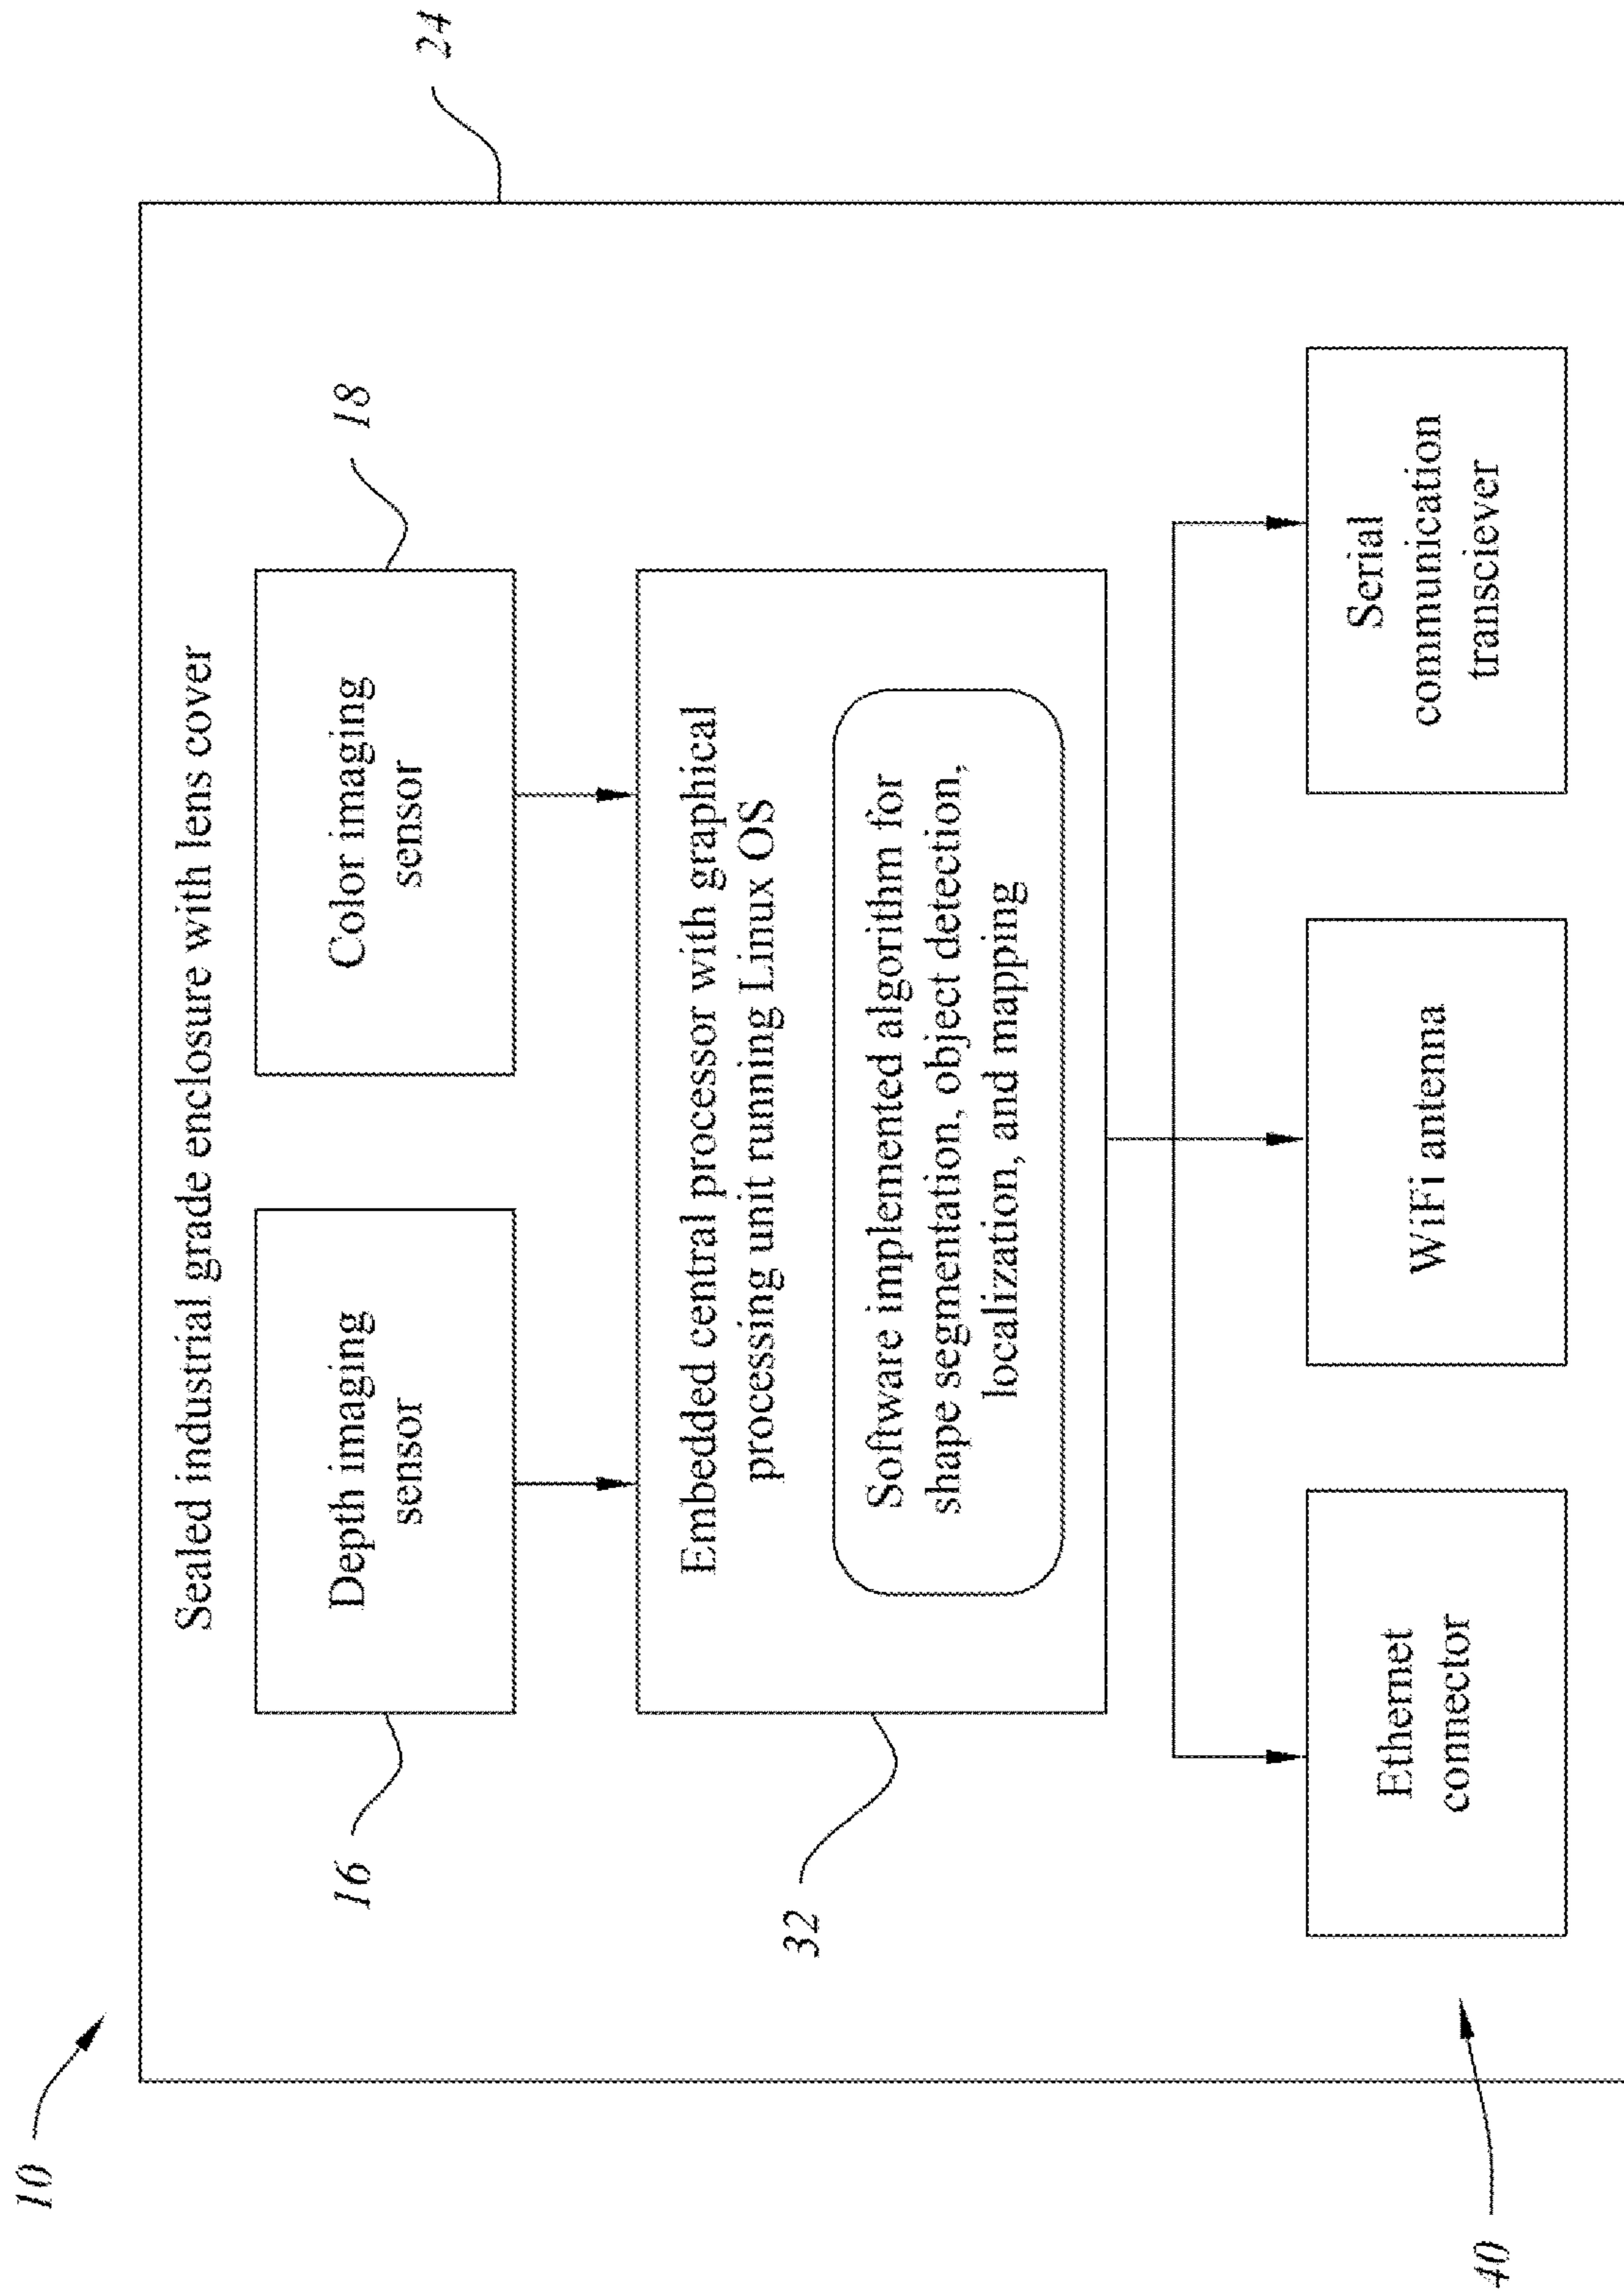 10
24
Sealed industrial grade enclosure with lens cover
16
Depth imaging
sensor
Color imaging
sensor
18
32
Embedded central processor with graphical
processing unit running Linux OS
Software implemented algorithm for
shape segmentation, object detection,
localization, and mapping
40
Ethernet
connector
WiFi antenna
Serial
communication
transciever